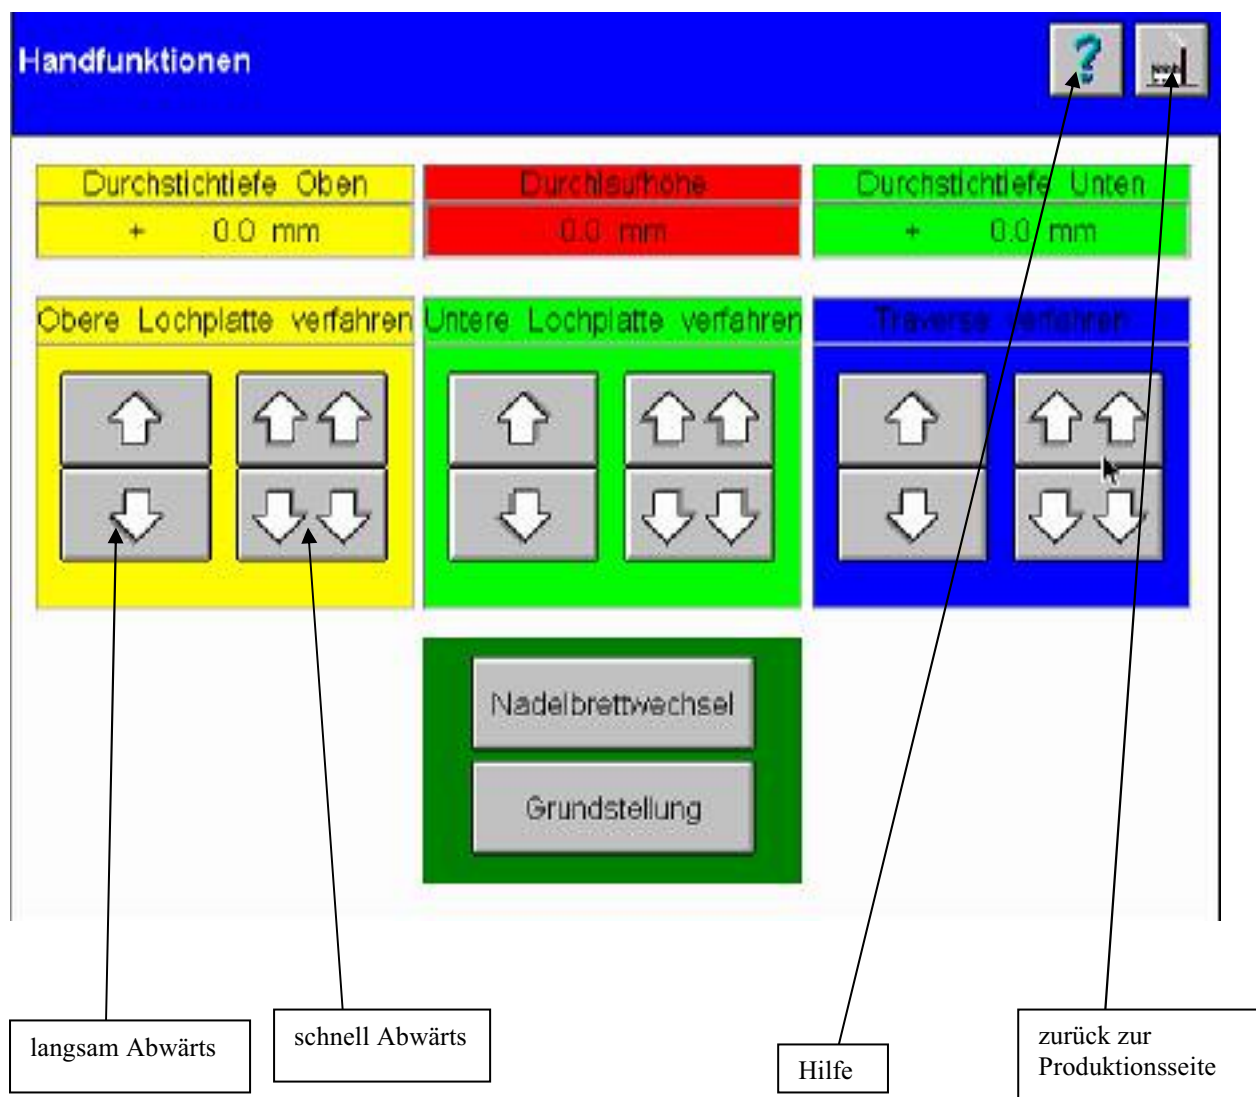 Handfunktionen
?
Durchstichtiefe Oben
+ 0.0 mm
Durchlaufhöhe
0.0 mm
Durchstichtiefe Unten
+ 0.0 mm
Obere Lochplatte verfahren
Untere Lochplatte verfahren
Traverse verfahren
Nadelbrettwechsel
Grundstellung
langsam Abwärts
schnell Abwärts
Hilfe
zurück zur
Produktionsseite